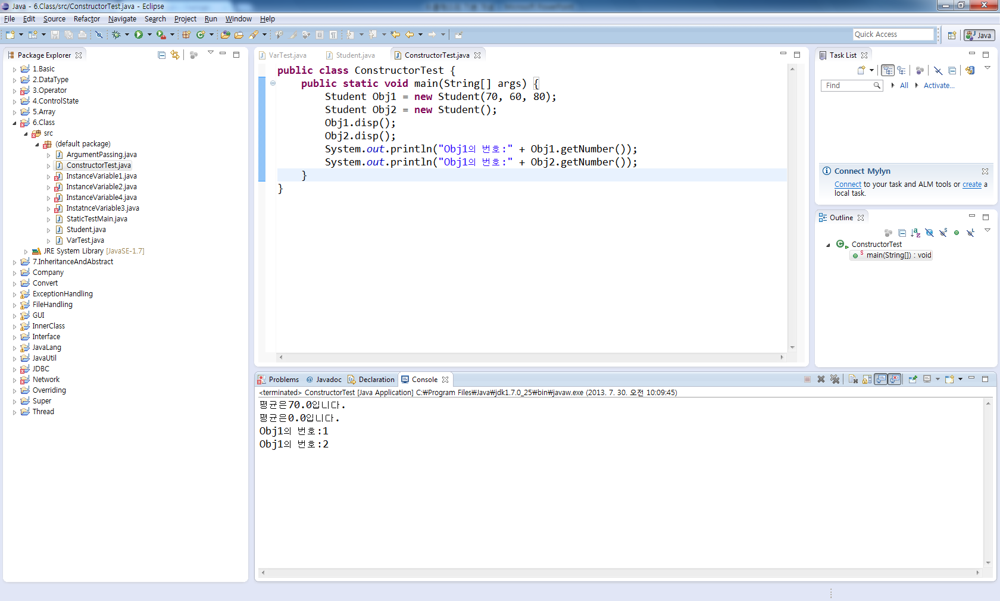 Java - 6.Class/src/ConstructorTest.java - Eclipse
File Edit Source Refactor Navigate Search Project Run Window Help
Quick Access
Java
Package Explorer
1.Basic
2.DataType
3.Operator
4.ControlState
5.Array
6.Class
src
(default package)
ArgumentPassing.java
ConstructorTest.java
InstanceVariable1.java
InstanceVariable2.java
InstanceVariable4.java
InstatnceVariable3.java
StaticTestMain.java
Student.java
VarTest.java
JRE System Library [JavaSE-1.7]
7.InheritanceAndAbstract
Company
Convert
ExceptionHandling
FileHandling
GUI
InnerClass
Interface
JavaLang
JavaUtil
JDBC
Network
Overriding
Super
Thread
VarTest.java Student.java ConstructorTest.java
public class ConstructorTest {
public static void main(String[] args) {
Student Obj1 = new Student(70, 60, 80);
Student Obj2 = new Student();
Obj1.disp();
Obj2.disp();
System.out.println("Obj1의 번호:" + Obj1.getNumber());
System.out.println("Obj1의 번호:" + Obj2.getNumber());
}
}
Task List
Find All Activate...
Connect Mylyn
Connect to your task and ALM tools or create a
local task.
Outline
ConstructorTest
main(String[]) : void
Problems @ Javadoc Declaration Console
<terminated> ConstructorTest [Java Application] C:₩Program Files₩Java₩jdk1.7.0_25₩bin₩javaw.exe (2013. 7. 30. 오전 10:09:45)
평균은70.0입니다.
평균은0.0입니다.
Obj1의 번호:1
Obj1의 번호:2